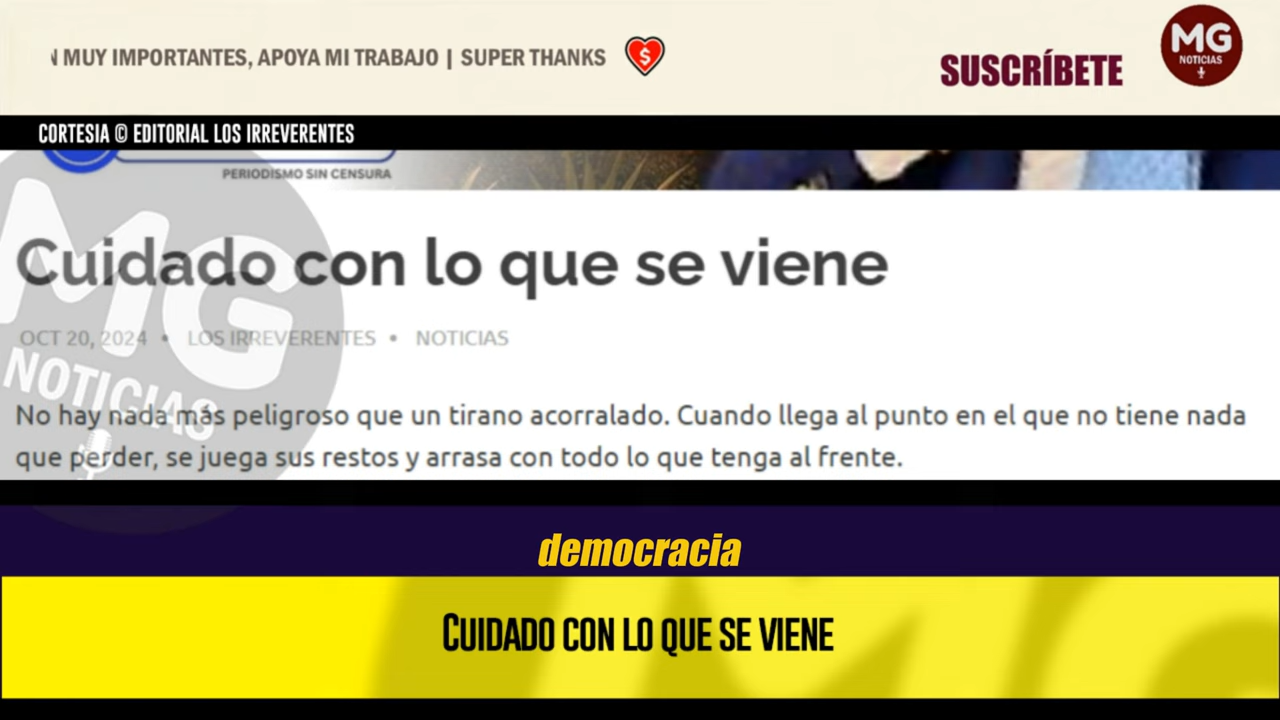 MUY IMPORTANTES, APOYA MI TRABAJO | SUPER THANKS
SUSCRÍBETE
MG
NOTICIAS
CORTESIA © EDITORIAL LOS IRREVERENTES
PERIODISMO SIN CENSURA
Cuidado con lo que se viene
OCT 20, 2024 • LOS IRREVERENTES • NOTICIAS
MG
NOTICIAS
No hay nada más peligroso que un tirano acorralado. Cuando llega al punto en el que no tiene nada
que perder, se juega sus restos y arrasa con todo lo que tenga al frente.
democracia
CUIDADO CON LO QUE SE VIENE